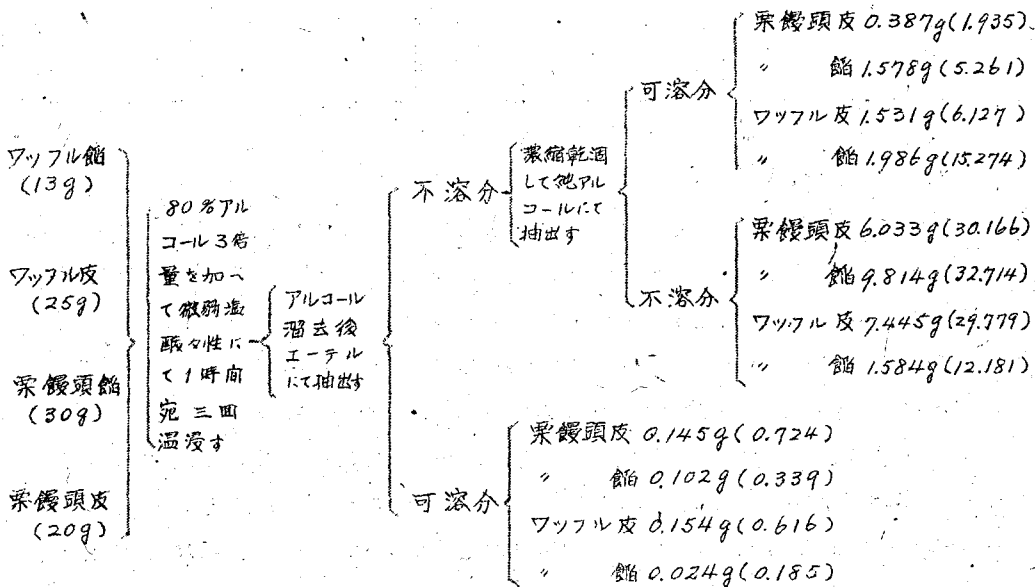 ワッフル餡
(13g)
ワッフル皮
(25g)
栗饅頭餡
(30g)
栗饅頭皮
(20g)
80%アル
コール3倍
量を加へ
て微弱塩
酸々性に
て1時間
宛三回
温浸す
アルコール
溜去後
エーテル
にて抽出す
不溶分
濃縮乾涸
して純アル
コールにて
抽出す
可溶分
栗饅頭皮 0.387g(1.935)
〃 餡 1.578g(5.261)
ワッフル皮 1.531g(6.127)
〃 餡 1.986g(15.274)
不溶分
栗饅頭皮 6.033g(30.166)
〃 餡 9.814g(32.714)
ワッフル皮 7.445g(29.779)
〃 餡 1.584g(12.181)
可溶分
栗饅頭皮 0.145g(0.724)
〃 餡 0.102g(0.339)
ワッフル皮 0.154g(0.616)
〃 餡 0.024g(0.185)